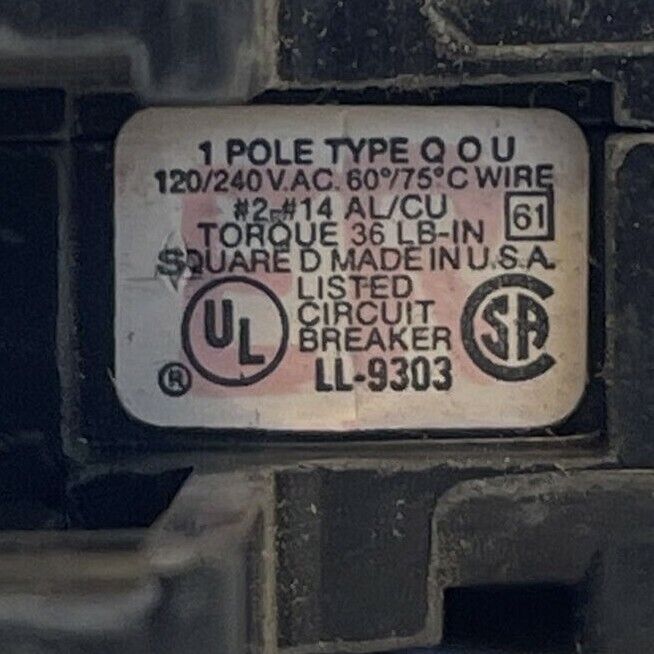 1 POLE TYPE Q O U
120/240 V. AC. 60°/75°C WIRE
#2-#14 AL/CU
61
TORQUE 36 LB-IN
SQUARE D MADE IN U.S.A.
UL
®
LISTED
CIRCUIT
BREAKER
LL-9303
SA